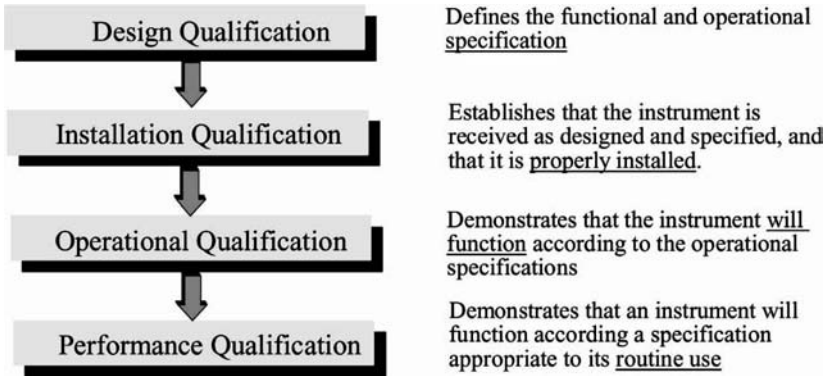 Design Qualification
Defines the functional and operational
specification
Installation Qualification
Establishes that the instrument is
received as designed and specified, and
that it is properly installed.
Operational Qualification
Demonstrates that the instrument will
function according to the operational
specifications
Performance Qualification
Demonstrates that an instrument will
function according a specification
appropriate to its routine use